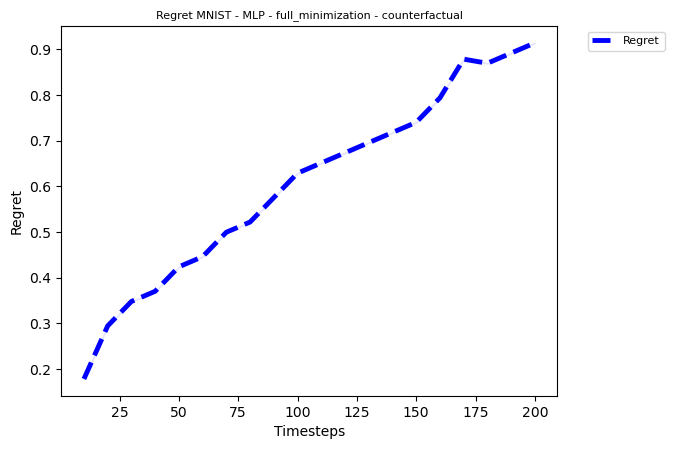 Regret MNIST - MLP - full_minimization - counterfactual
Regret
0.9
0.8
0.7
0.6
0.5
0.4
0.3
0.2
Regret
25 50 75 100 125 150 175 200
Timesteps